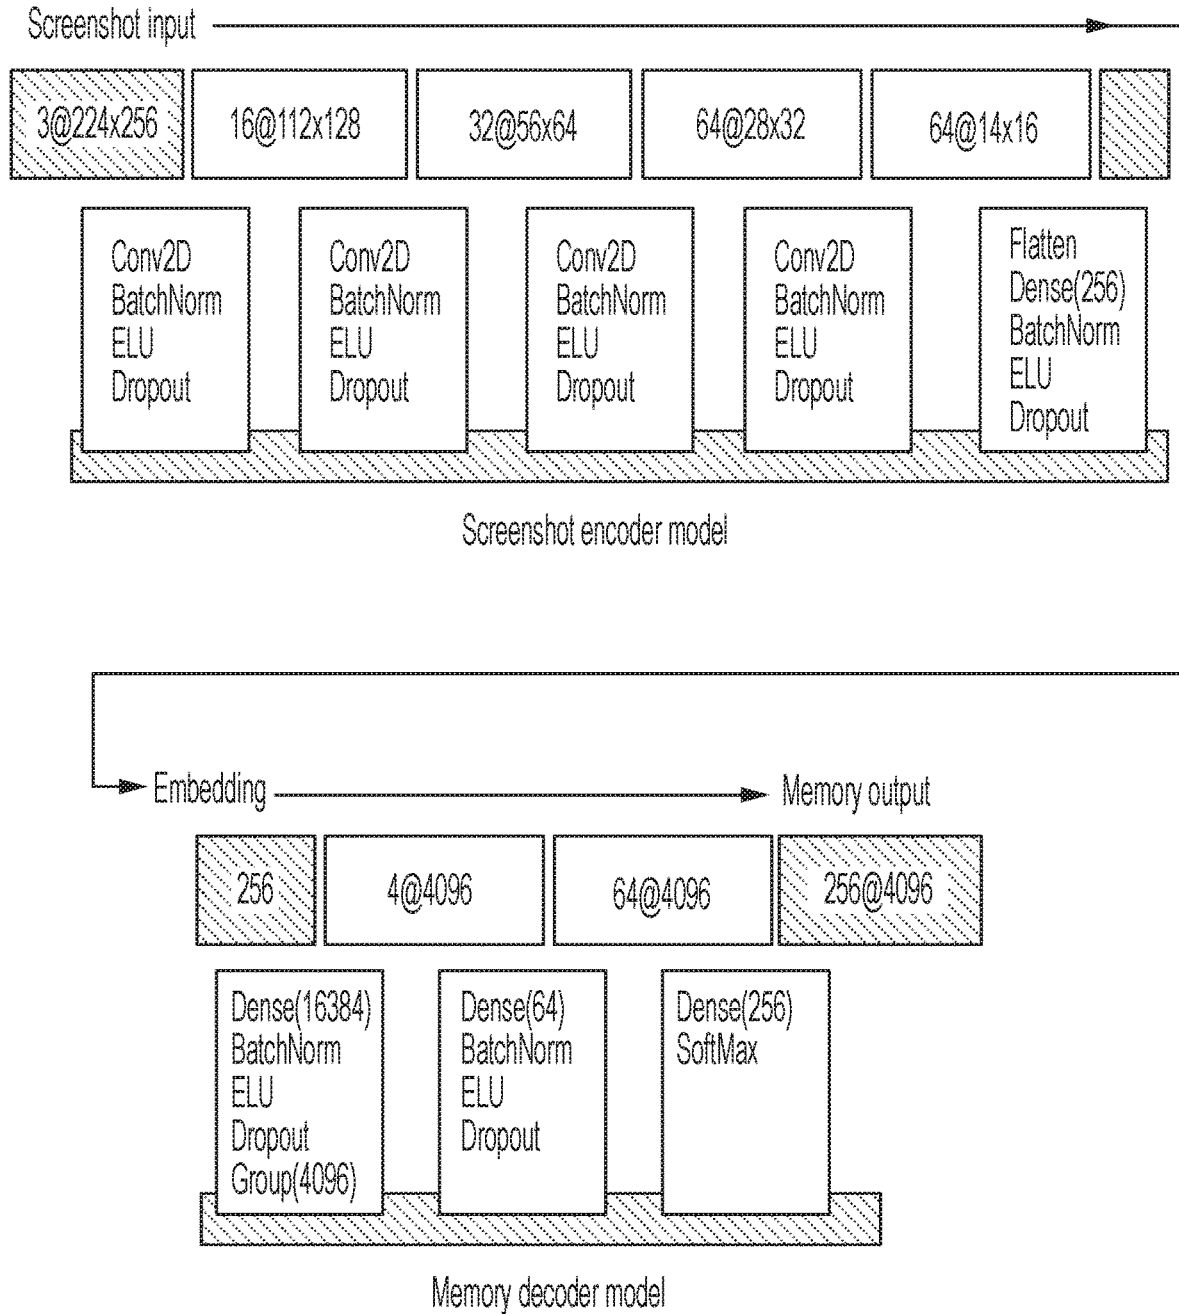 Screenshot input
3@224x256
16@112x128
32@56x64
64@28x32
64@14x16
Conv2D
BatchNorm
ELU
Dropout
Conv2D
BatchNorm
ELU
Dropout
Conv2D
BatchNorm
ELU
Dropout
Conv2D
BatchNorm
ELU
Dropout
Flatten
Dense(256)
BatchNorm
ELU
Dropout
Screenshot encoder model
Embedding
Memory output
256
4@4096
64@4096
256@4096
Dense(16384)
BatchNorm
ELU
Dropout
Group(4096)
Dense(64)
BatchNorm
ELU
Dropout
Dense(256)
SoftMax
Memory decoder model